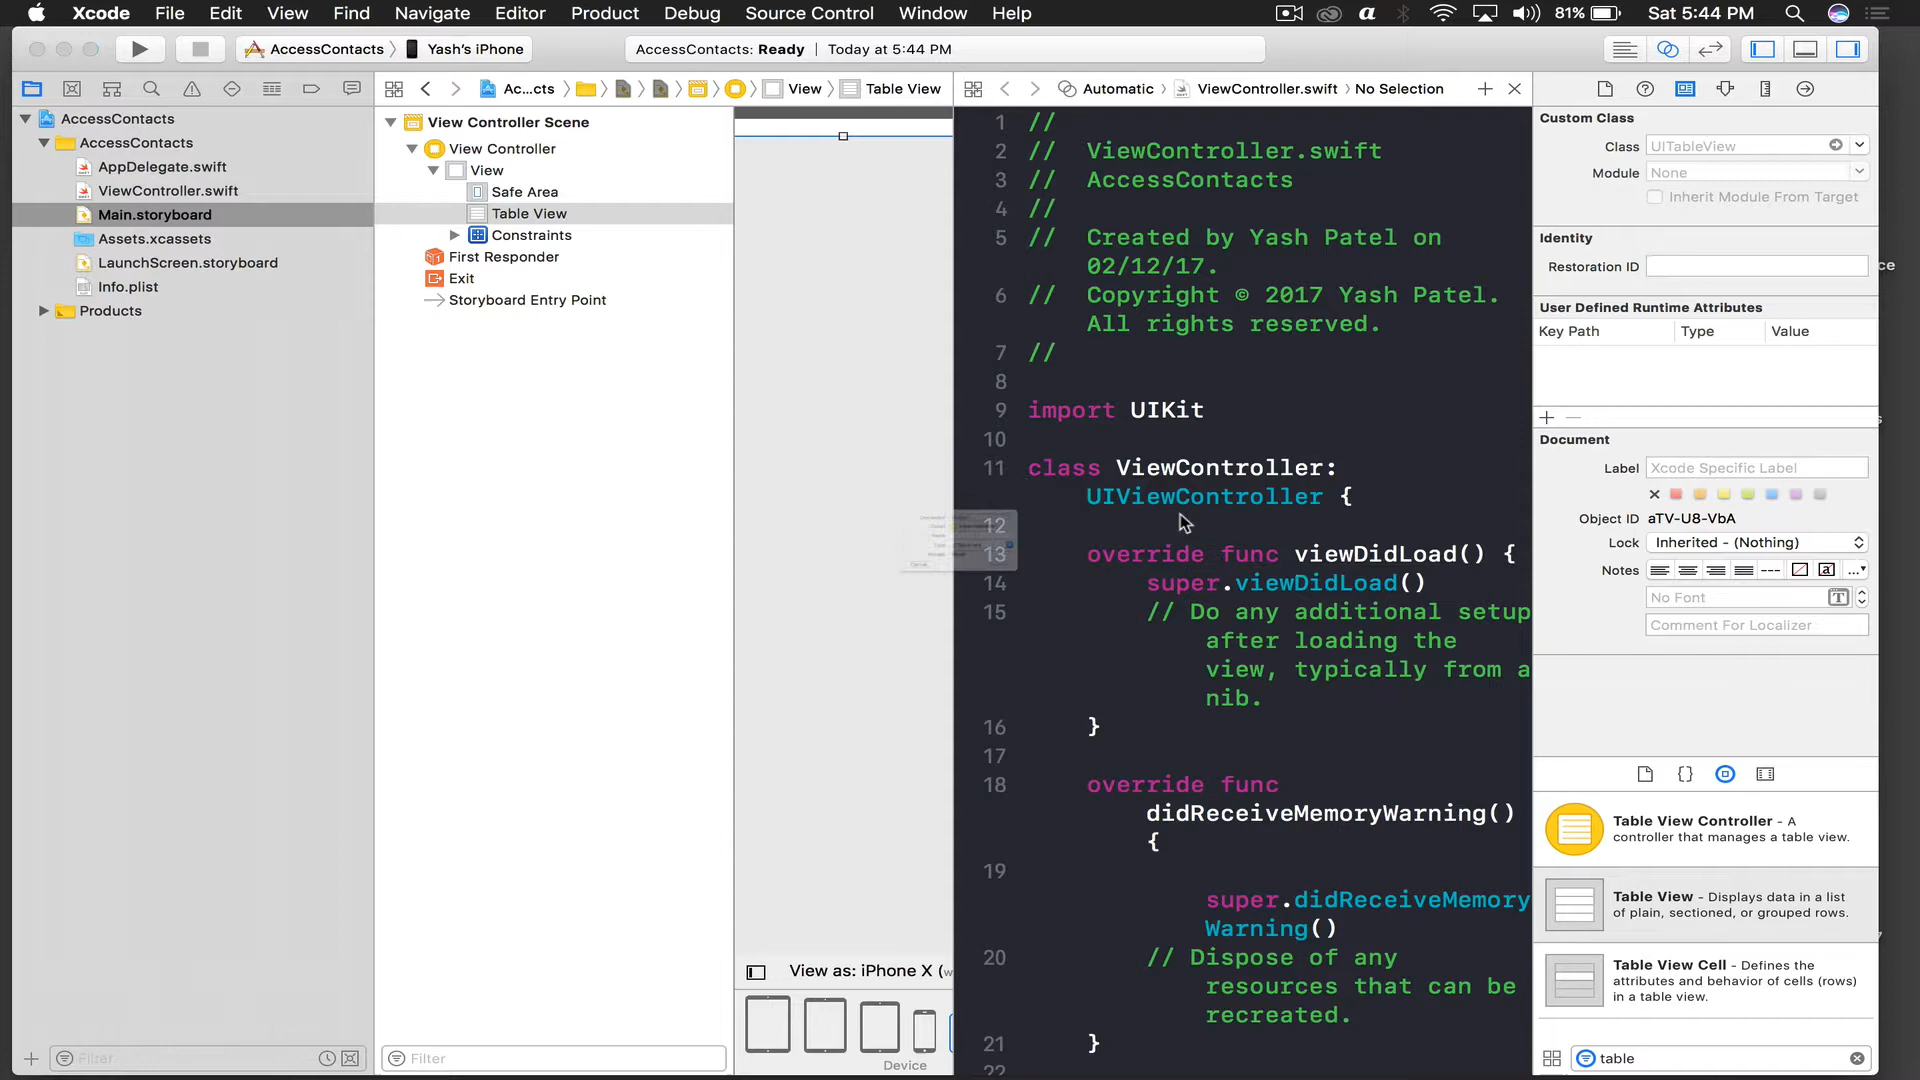 Xcode File Edit View Find Navigate Editor Product Debug Source Control Window Help
81% Sat 5:44 PM
AccessContacts Yash's iPhone
AccessContacts: Ready | Today at 5:44 PM
AccessContacts
AccessContacts
AppDelegate.swift
ViewController.swift
Main.storyboard
Assets.xcassets
LaunchScreen.storyboard
Info.plist
Products
Filter
Ac...cts View Table View
View Controller Scene
View Controller
View
Safe Area
Table View
Constraints
First Responder
Exit
Storyboard Entry Point
Filter
View as: iPhone X (w
Device
Automatic ViewController.swift No Selection
1 //
2 // ViewController.swift
3 // AccessContacts
4 //
5 // Created by Yash Patel on
02/12/17.
6 // Copyright © 2017 Yash Patel.
All rights reserved.
7 //
8
9 import UIKit
10
11 class ViewController:
UIViewController {
12
13 override func viewDidLoad() {
14 super.viewDidLoad()
15 // Do any additional setup
after loading the
view, typically from a
nib.
16 }
17
18 override func
didReceiveMemoryWarning()
{
19
super.didReceiveMemory
Warning()
20 // Dispose of any
resources that can be
recreated.
21 }
22
Custom Class
Class UITableView
Module None
Inherit Module From Target
Identity
Restoration ID
User Defined Runtime Attributes
Key Path Type Value
Document
Label Xcode Specific Label
Object ID aTV-U8-VbA
Lock Inherited - (Nothing)
Notes
No Font
Comment For Localizer
Table View Controller - A
controller that manages a table view.
Table View - Displays data in a list
of plain, sectioned, or grouped rows.
Table View Cell - Defines the
attributes and behavior of cells (rows)
in a table view.
table
ce